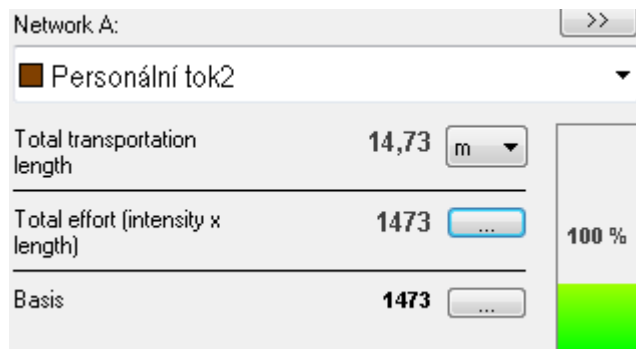 Network A:
>>
Personální tok2
Total transportation
length
14,73
m
Total effort (intensity x
length)
1473
...
100 %
Basis
1473
...